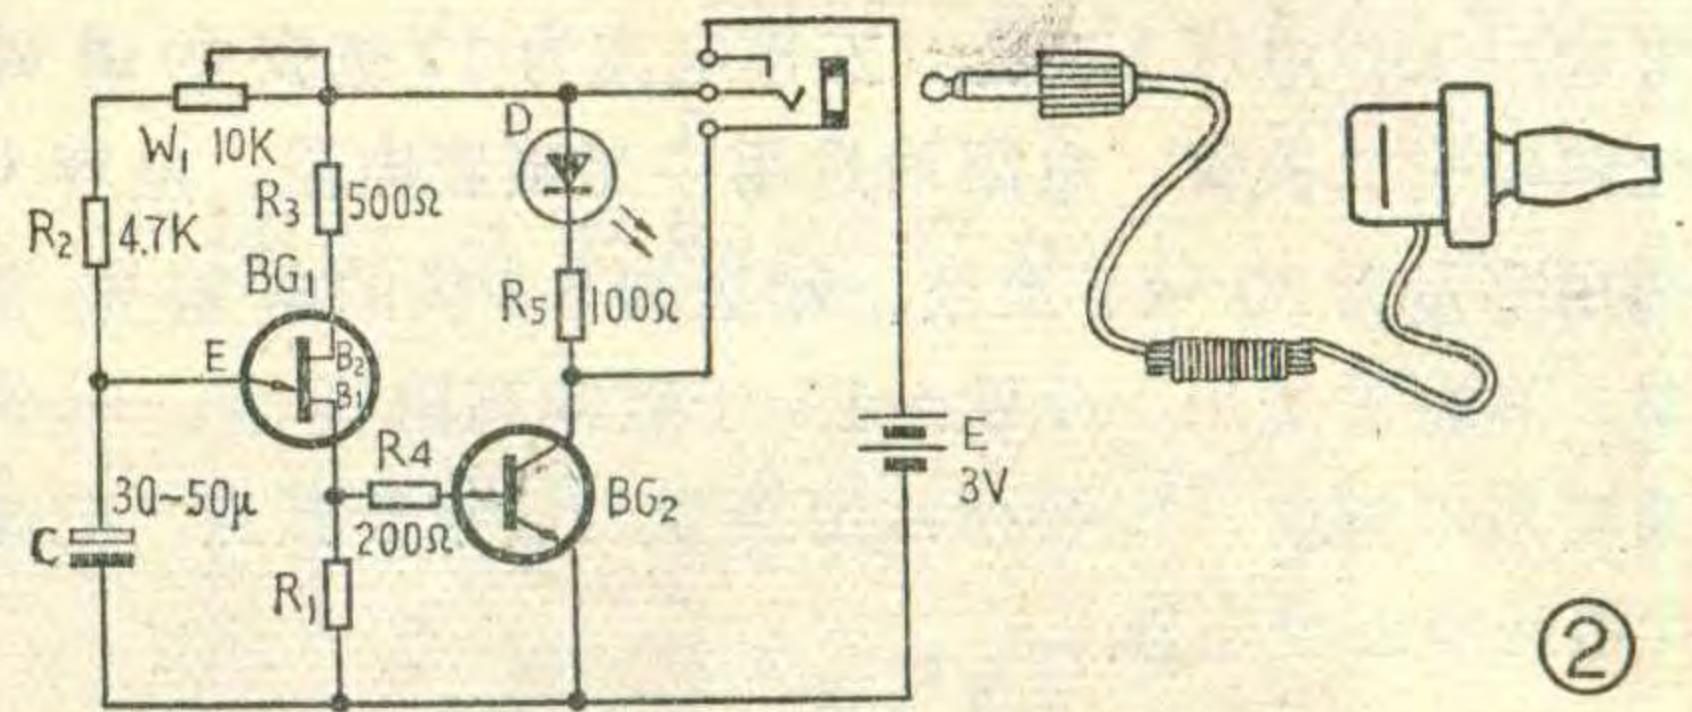 W₁ 10K
D
R₂ 4.7K
R₃ 500Ω
BG₁
R₅ 100Ω
E
B₂
B₁
E
3V
30~50μ
C
R₄
200Ω
BG₂
R₁
②